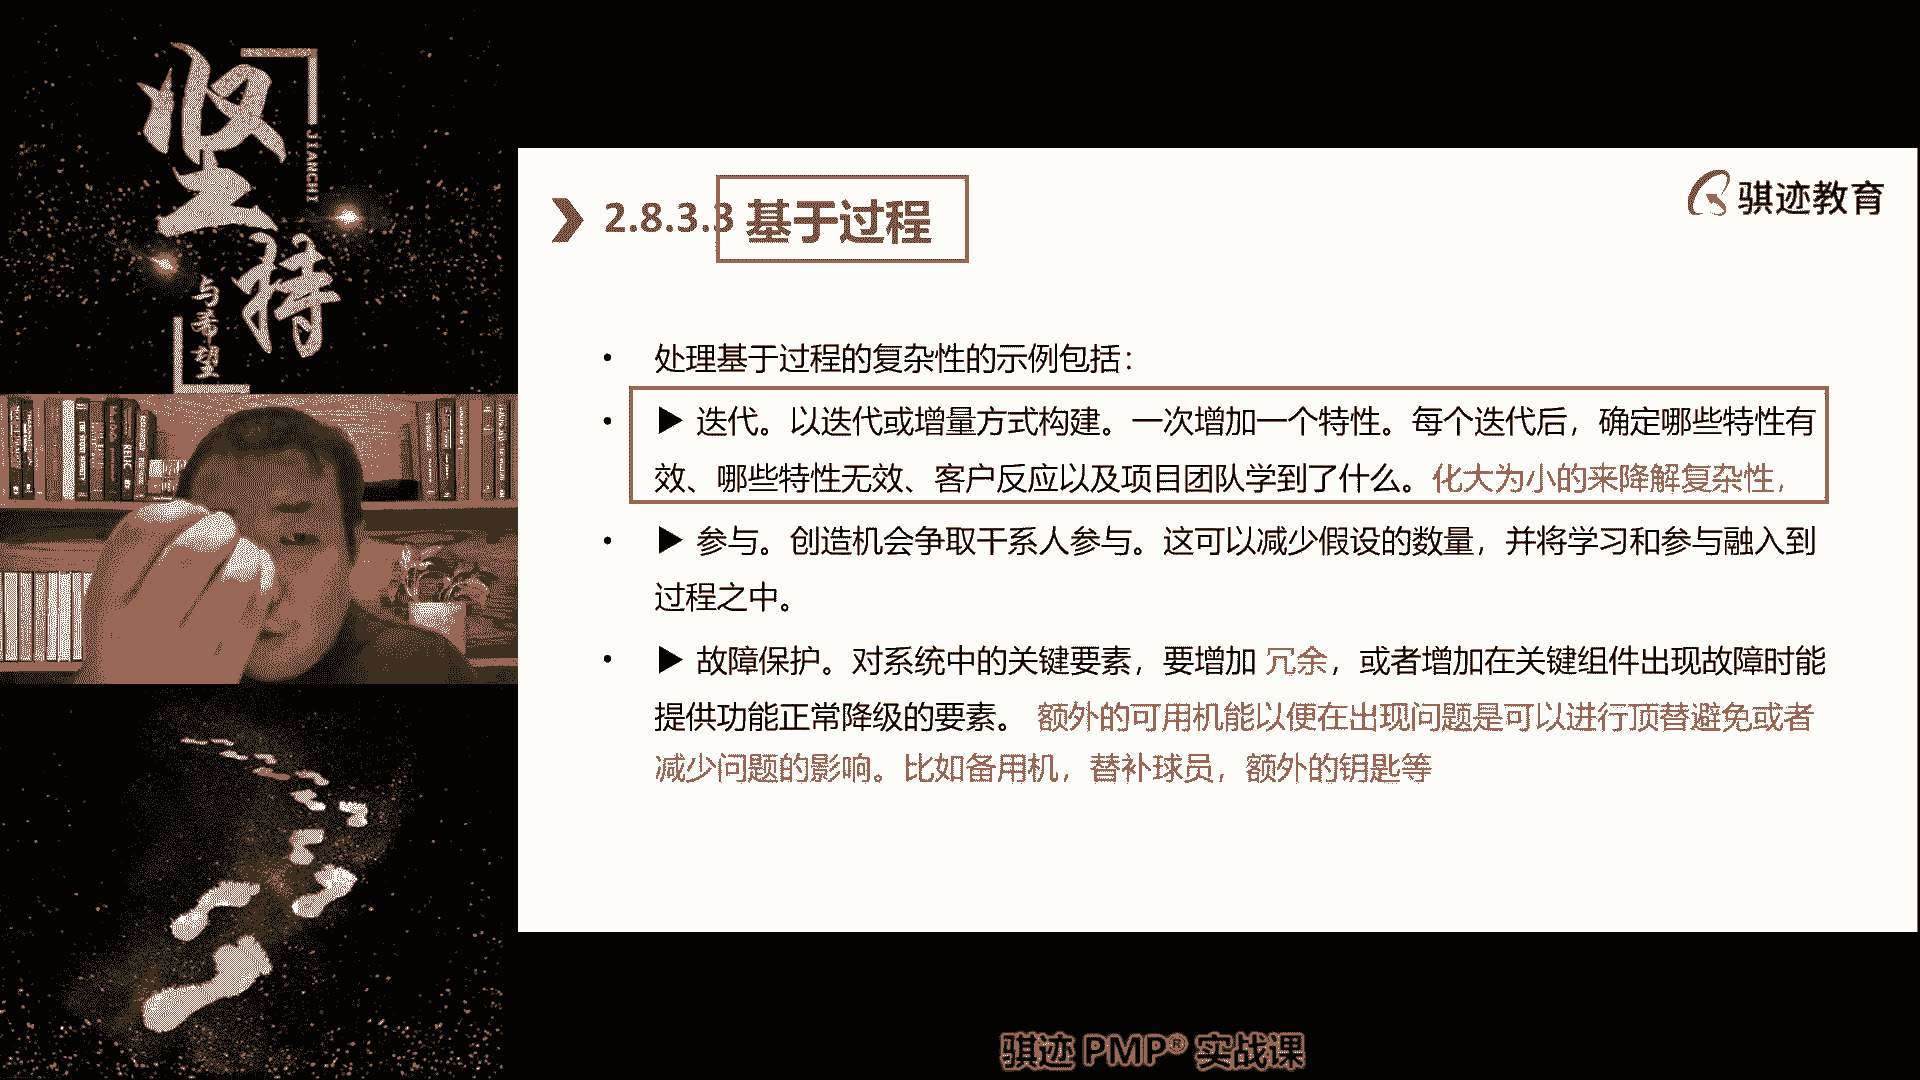 坚持
JIANCHI
与希望
2.8.3.3 基于过程
骐迹教育
• 处理基于过程的复杂性的示例包括：
• ▶ 迭代。以迭代或增量方式构建。一次增加一个特性。每个迭代后，确定哪些特性有
效、哪些特性无效、客户反应以及项目团队学到了什么。化大为小的来降解复杂性，
• ▶ 参与。创造机会争取干系人参与。这可以减少假设的数量，并将学习和参与融入到
过程之中。
• ▶ 故障保护。对系统中的关键要素，要增加 冗余，或者增加在关键组件出现故障时能
提供功能正常降级的要素。 额外的可用机能以便在出现问题是可以进行顶替避免或者
减少问题的影响。比如备用机，替补球员，额外的钥匙等
骐迹 PMP® 实战课